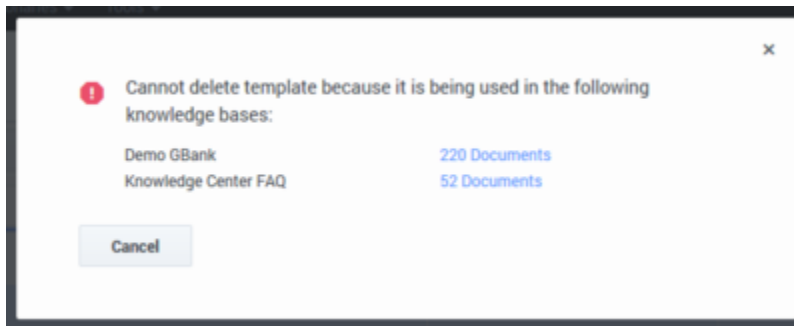 Tools
×
Cannot delete template because it is being used in the following
knowledge bases:
Demo GBank 220 Documents
Knowledge Center FAQ 52 Documents
Cancel